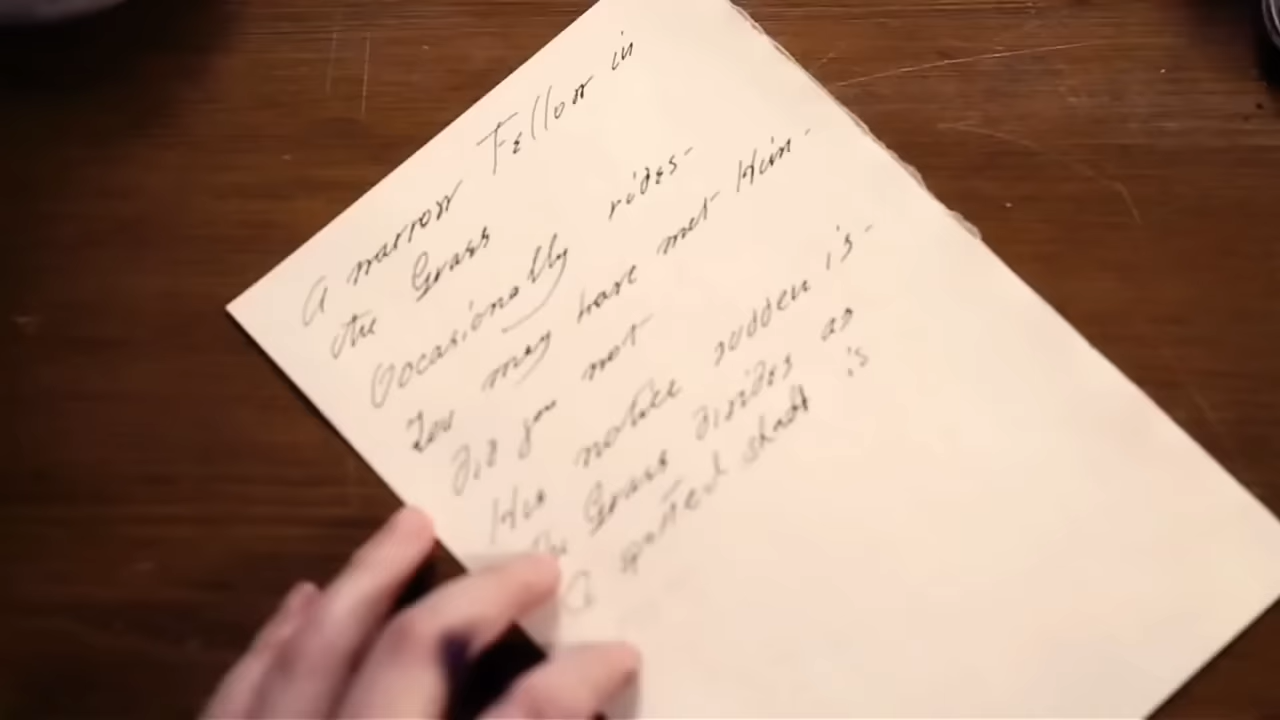 A narrow Fellow in
the Grass
Occasionally rides-
You may have met Him-
did you not
His notice sudden is-
The Grass divides as
A spotted shaft is